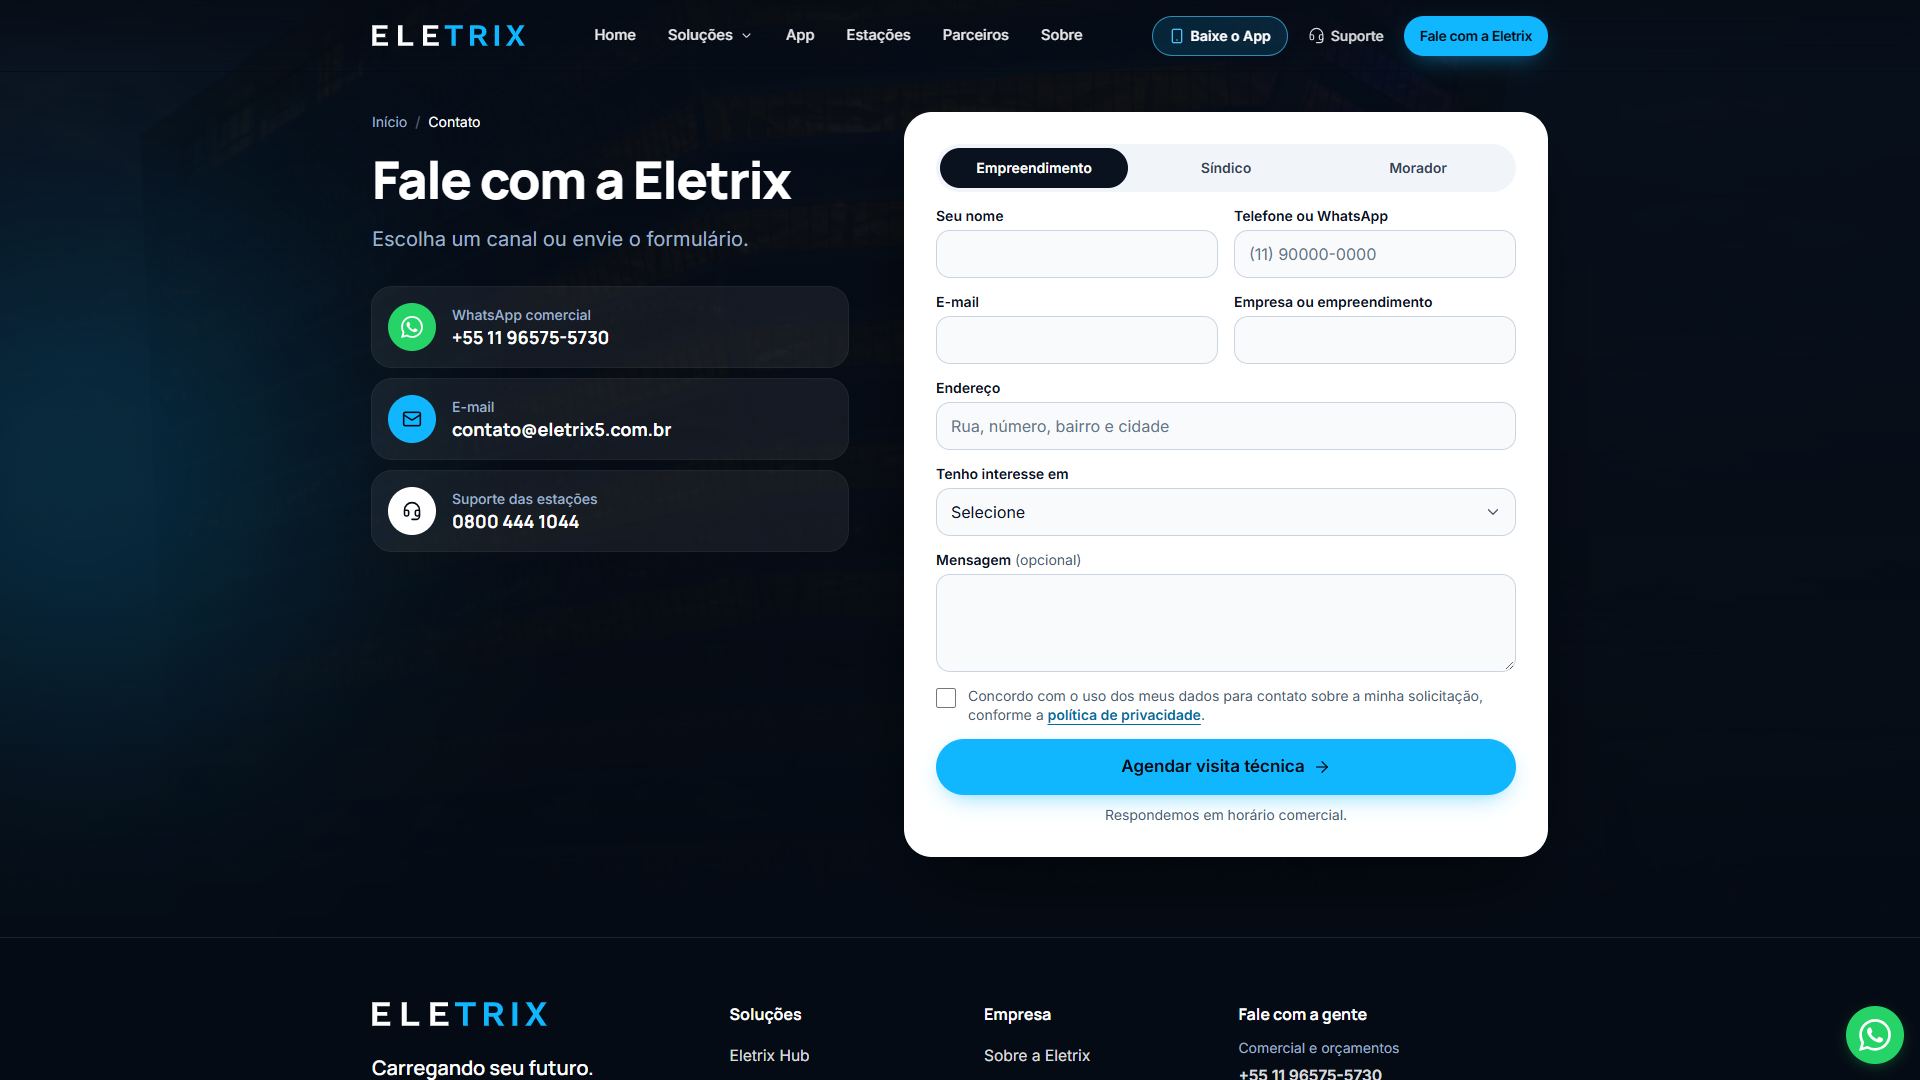 ELETRIX
Home
Soluções
App
Estações
Parceiros
Sobre
Baixe o App
Suporte
Fale com a Eletrix
Início / Contato
Fale com a Eletrix
Escolha um canal ou envie o formulário.
WhatsApp comercial
+55 11 96575-5730
E-mail
contato@eletrix5.com.br
Suporte das estações
0800 444 1044
Empreendimento
Síndico
Morador
Seu nome
Telefone ou WhatsApp
(11) 90000-0000
E-mail
Empresa ou empreendimento
Endereço
Rua, número, bairro e cidade
Tenho interesse em
Selecione
Mensagem (opcional)
Concordo com o uso dos meus dados para contato sobre a minha solicitação,
conforme a política de privacidade.
Agendar visita técnica →
Respondemos em horário comercial.
ELETRIX
Carregando seu futuro.
Soluções
Eletrix Hub
Empresa
Sobre a Eletrix
Fale com a gente
Comercial e orçamentos
+55 11 96575-5730